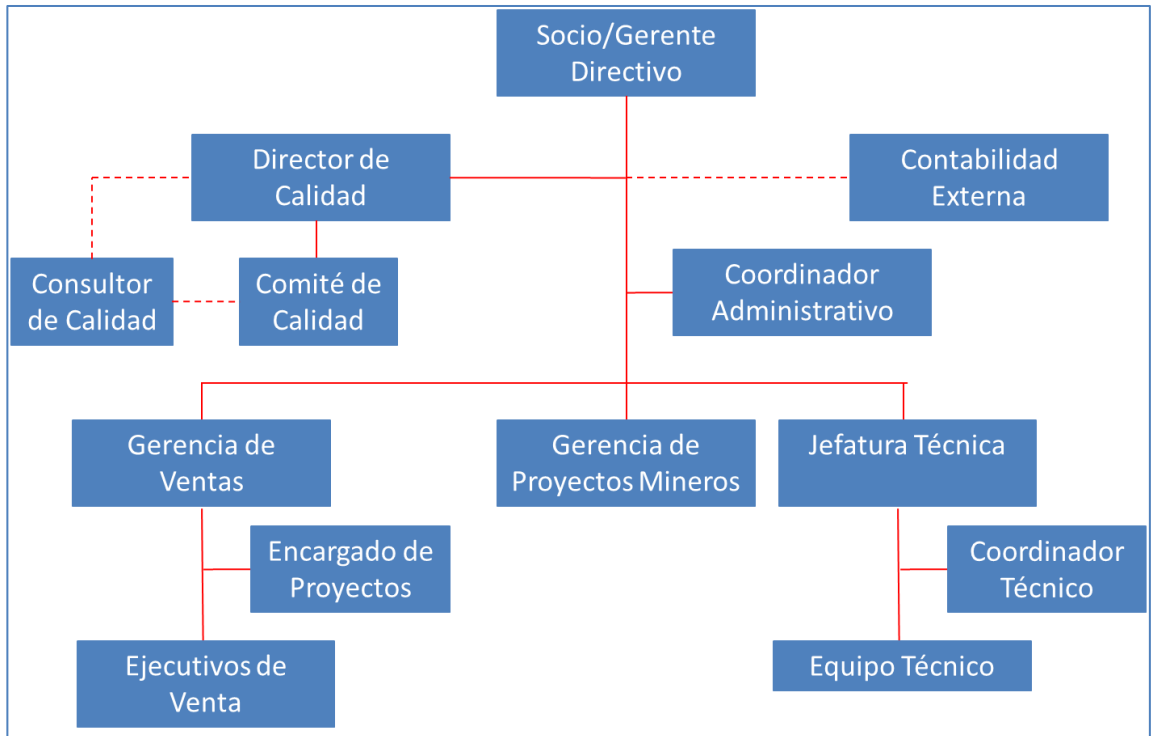 Socio/Gerente
Directivo
Director de
Calidad
Contabilidad
Externa
Consultor
de Calidad
Comité de
Calidad
Coordinador
Administrativo
Gerencia de
Ventas
Gerencia de
Proyectos Mineros
Jefatura Técnica
Encargado de
Proyectos
Coordinador
Técnico
Ejecutivos de
Venta
Equipo Técnico